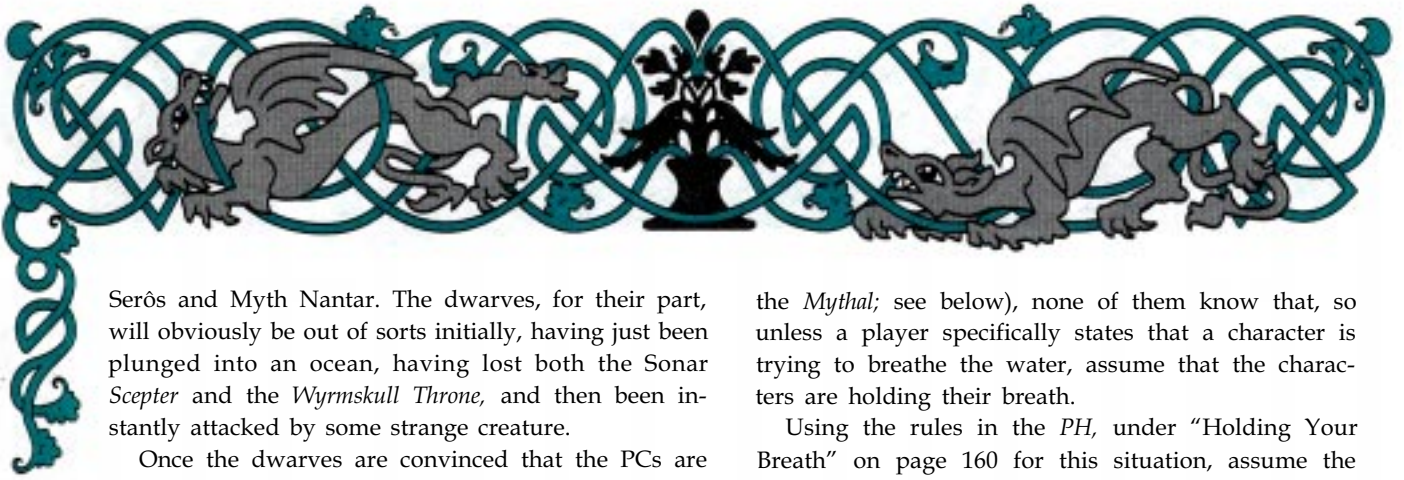 Serôs and Myth Nantar. The dwarves, for their part,
will obviously be out of sorts initially, having just been
plunged into an ocean, having lost both the Sonar
Scepter and the Wyrmskull Throne, and then been in-
stantly attacked by some strange creature.
Once the dwarves are convinced that the PCs are
the Mythal; see below), none of them know that, so
unless a player specifically states that a character is
trying to breathe the water, assume that the charac-
ters are holding their breath.
Using the rules in the PH, under “Holding Your
Breath” on page 160 for this situation, assume the